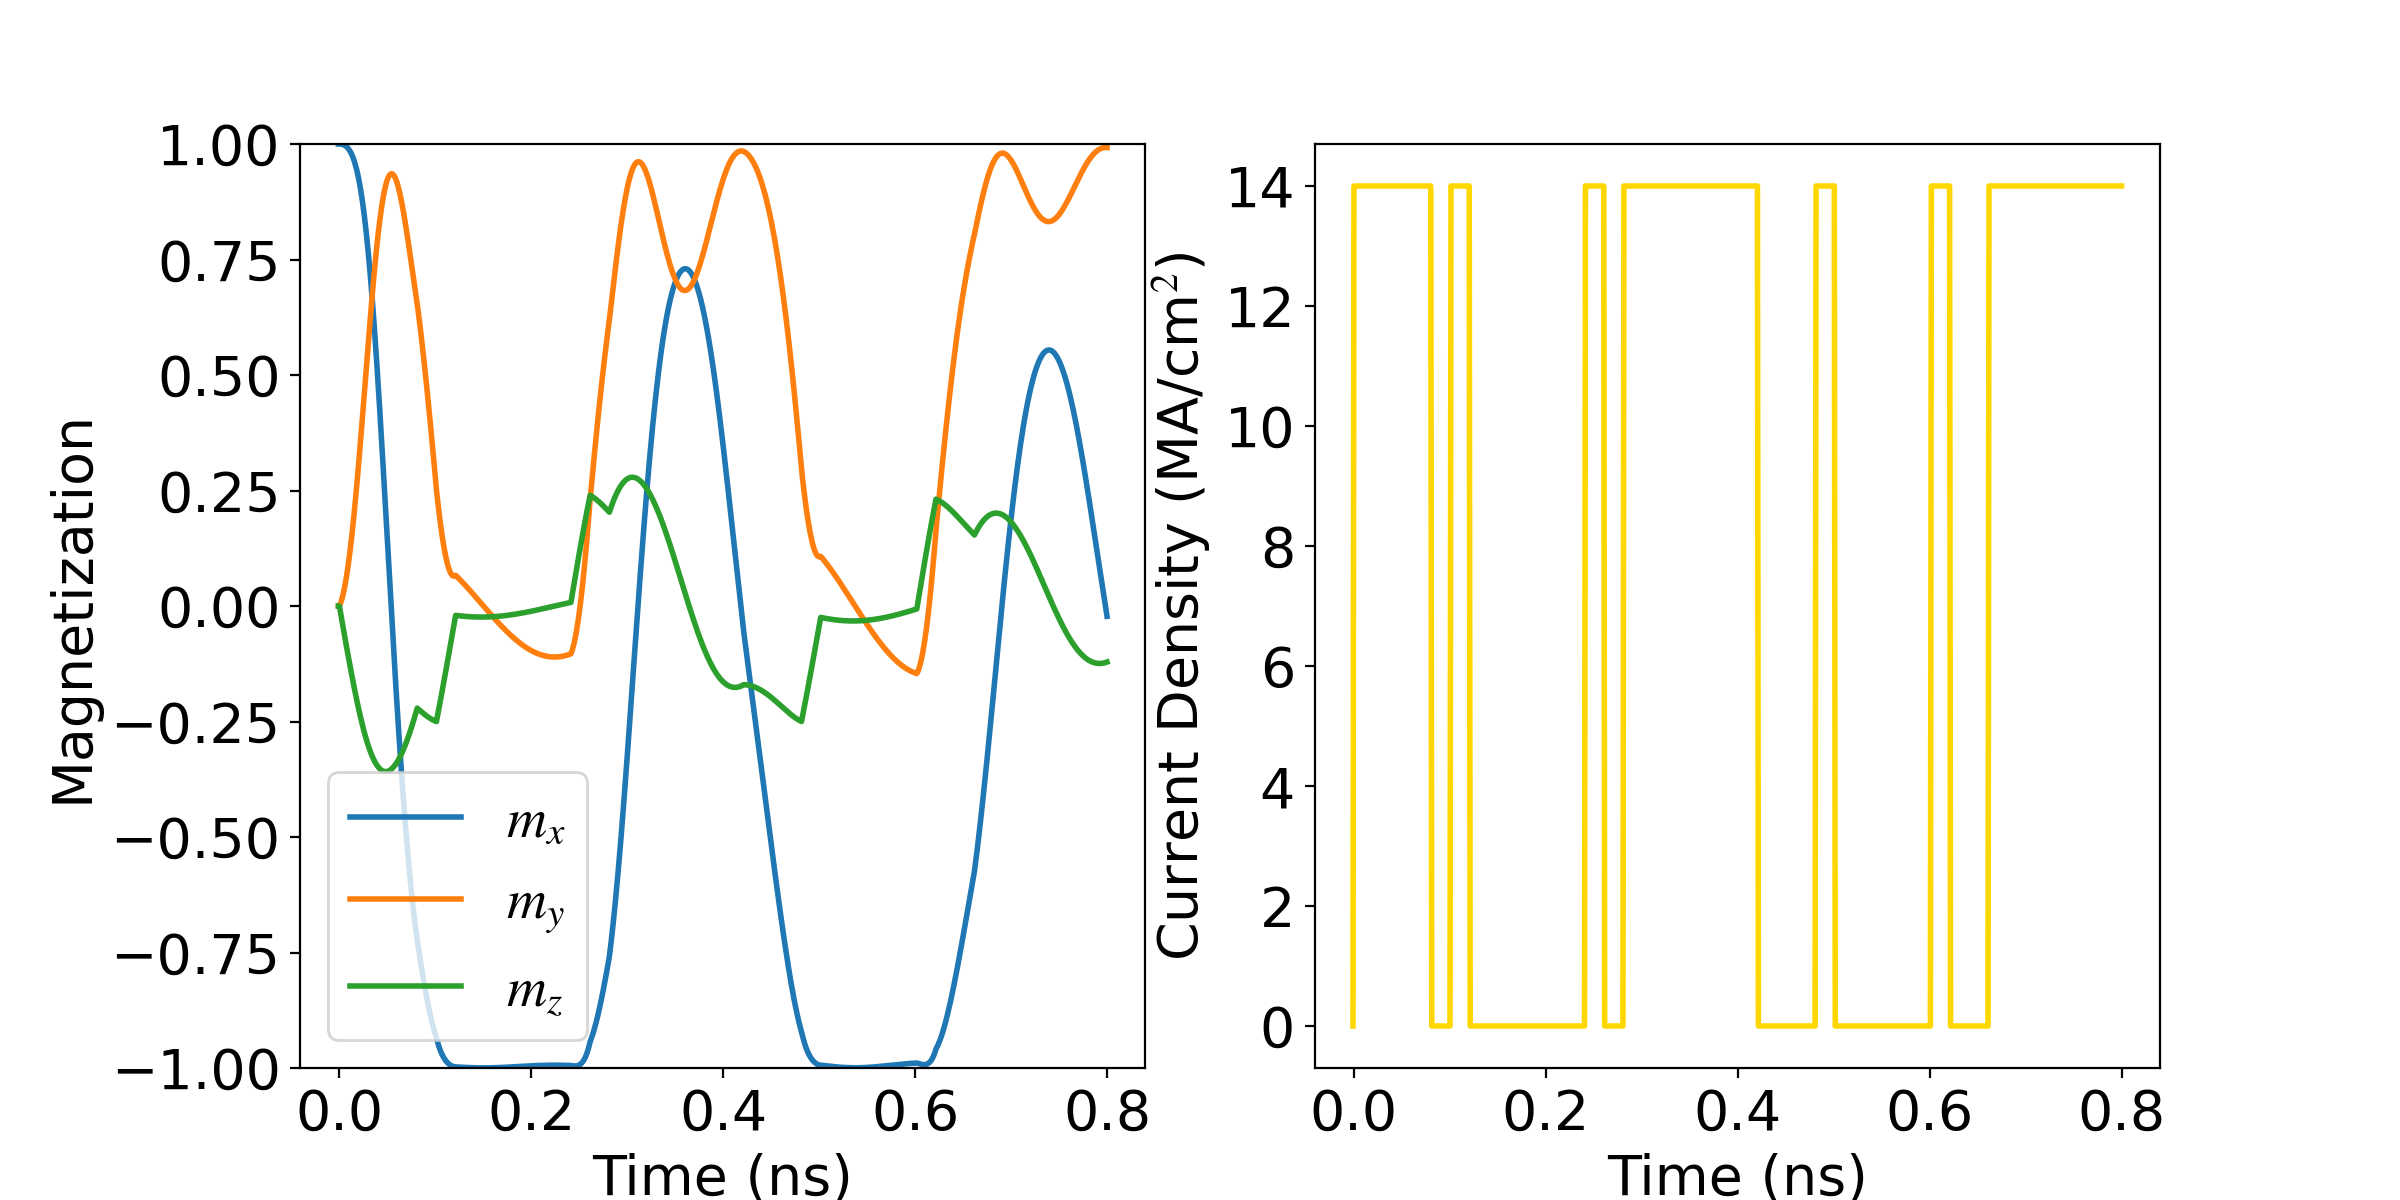 Magnetization
1.00
0.75
0.50
0.25
0.00
−0.25
−0.50
−0.75
−1.00
m_x
m_y
m_z
0.0 0.2 0.4 0.6 0.8
Time (ns)
Current Density (MA/cm²)
14
12
10
8
6
4
2
0
0.0 0.2 0.4 0.6 0.8
Time (ns)